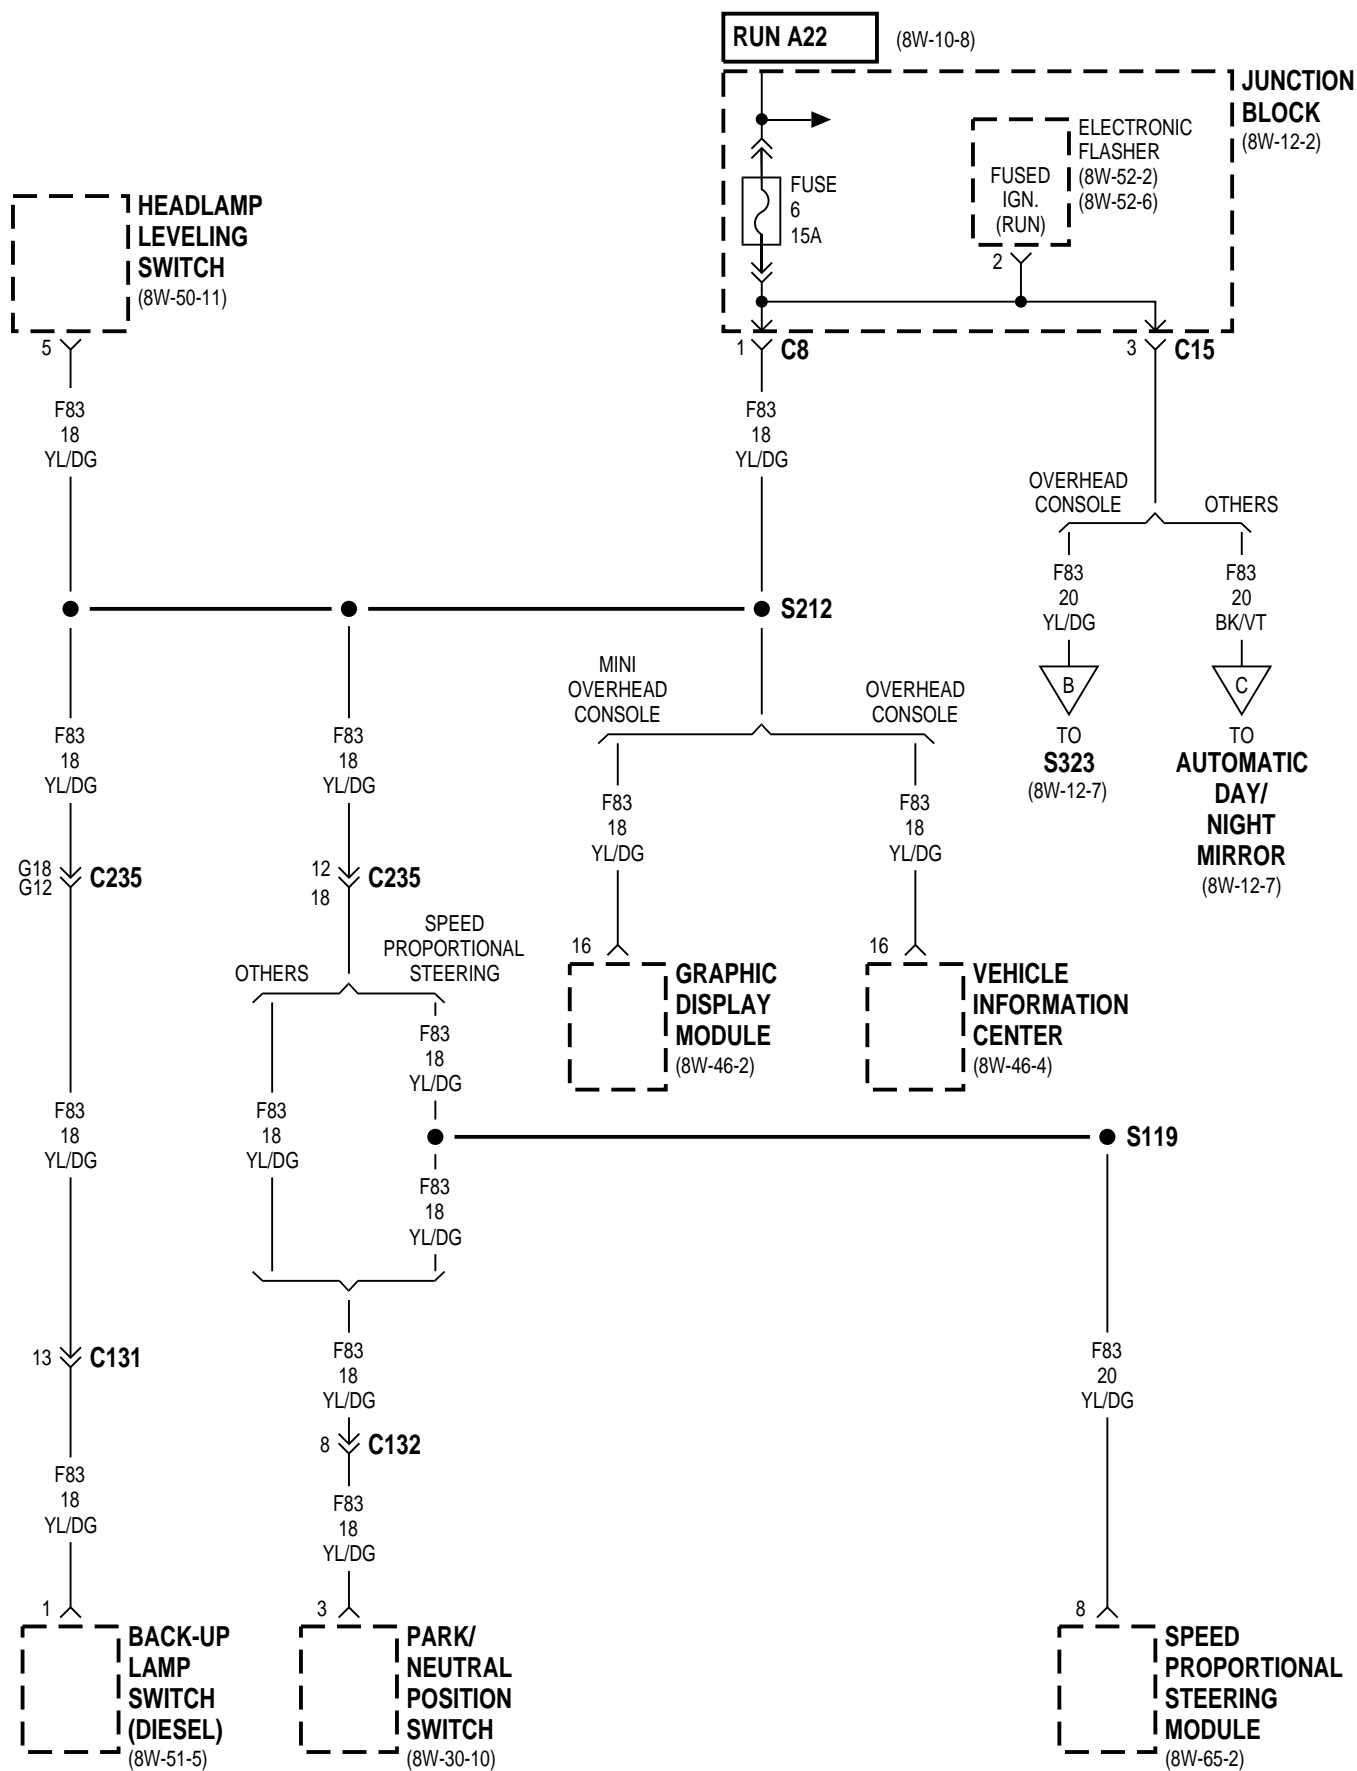 RUN A22
(8W-10-8)
JUNCTION
BLOCK
(8W-12-2)
ELECTRONIC
FLASHER
(8W-52-2)
(8W-52-6)
FUSED
IGN.
(RUN)
2
FUSE
6
15A
HEADLAMP
LEVELING
SWITCH
(8W-50-11)
5
1
C8
3
C15
F83
18
YL/DG
F83
18
YL/DG
OVERHEAD
CONSOLE
OTHERS
F83
20
YL/DG
F83
20
BK/VT
S212
B
C
TO
S323
(8W-12-7)
TO
AUTOMATIC
DAY/
NIGHT
MIRROR
(8W-12-7)
MINI
OVERHEAD
CONSOLE
OVERHEAD
CONSOLE
F83
18
YL/DG
F83
18
YL/DG
F83
18
YL/DG
F83
18
YL/DG
G18
G12
C235
12
18
C235
OTHERS
SPEED
PROPORTIONAL
STEERING
16
GRAPHIC
DISPLAY
MODULE
(8W-46-2)
16
VEHICLE
INFORMATION
CENTER
(8W-46-4)
F83
18
YL/DG
F83
18
YL/DG
F83
18
YL/DG
S119
F83
18
YL/DG
13
C131
F83
18
YL/DG
F83
20
YL/DG
8
C132
F83
18
YL/DG
F83
18
YL/DG
1
BACK-UP
LAMP
SWITCH
(DIESEL)
(8W-51-5)
3
PARK/
NEUTRAL
POSITION
SWITCH
(8W-30-10)
8
SPEED
PROPORTIONAL
STEERING
MODULE
(8W-65-2)